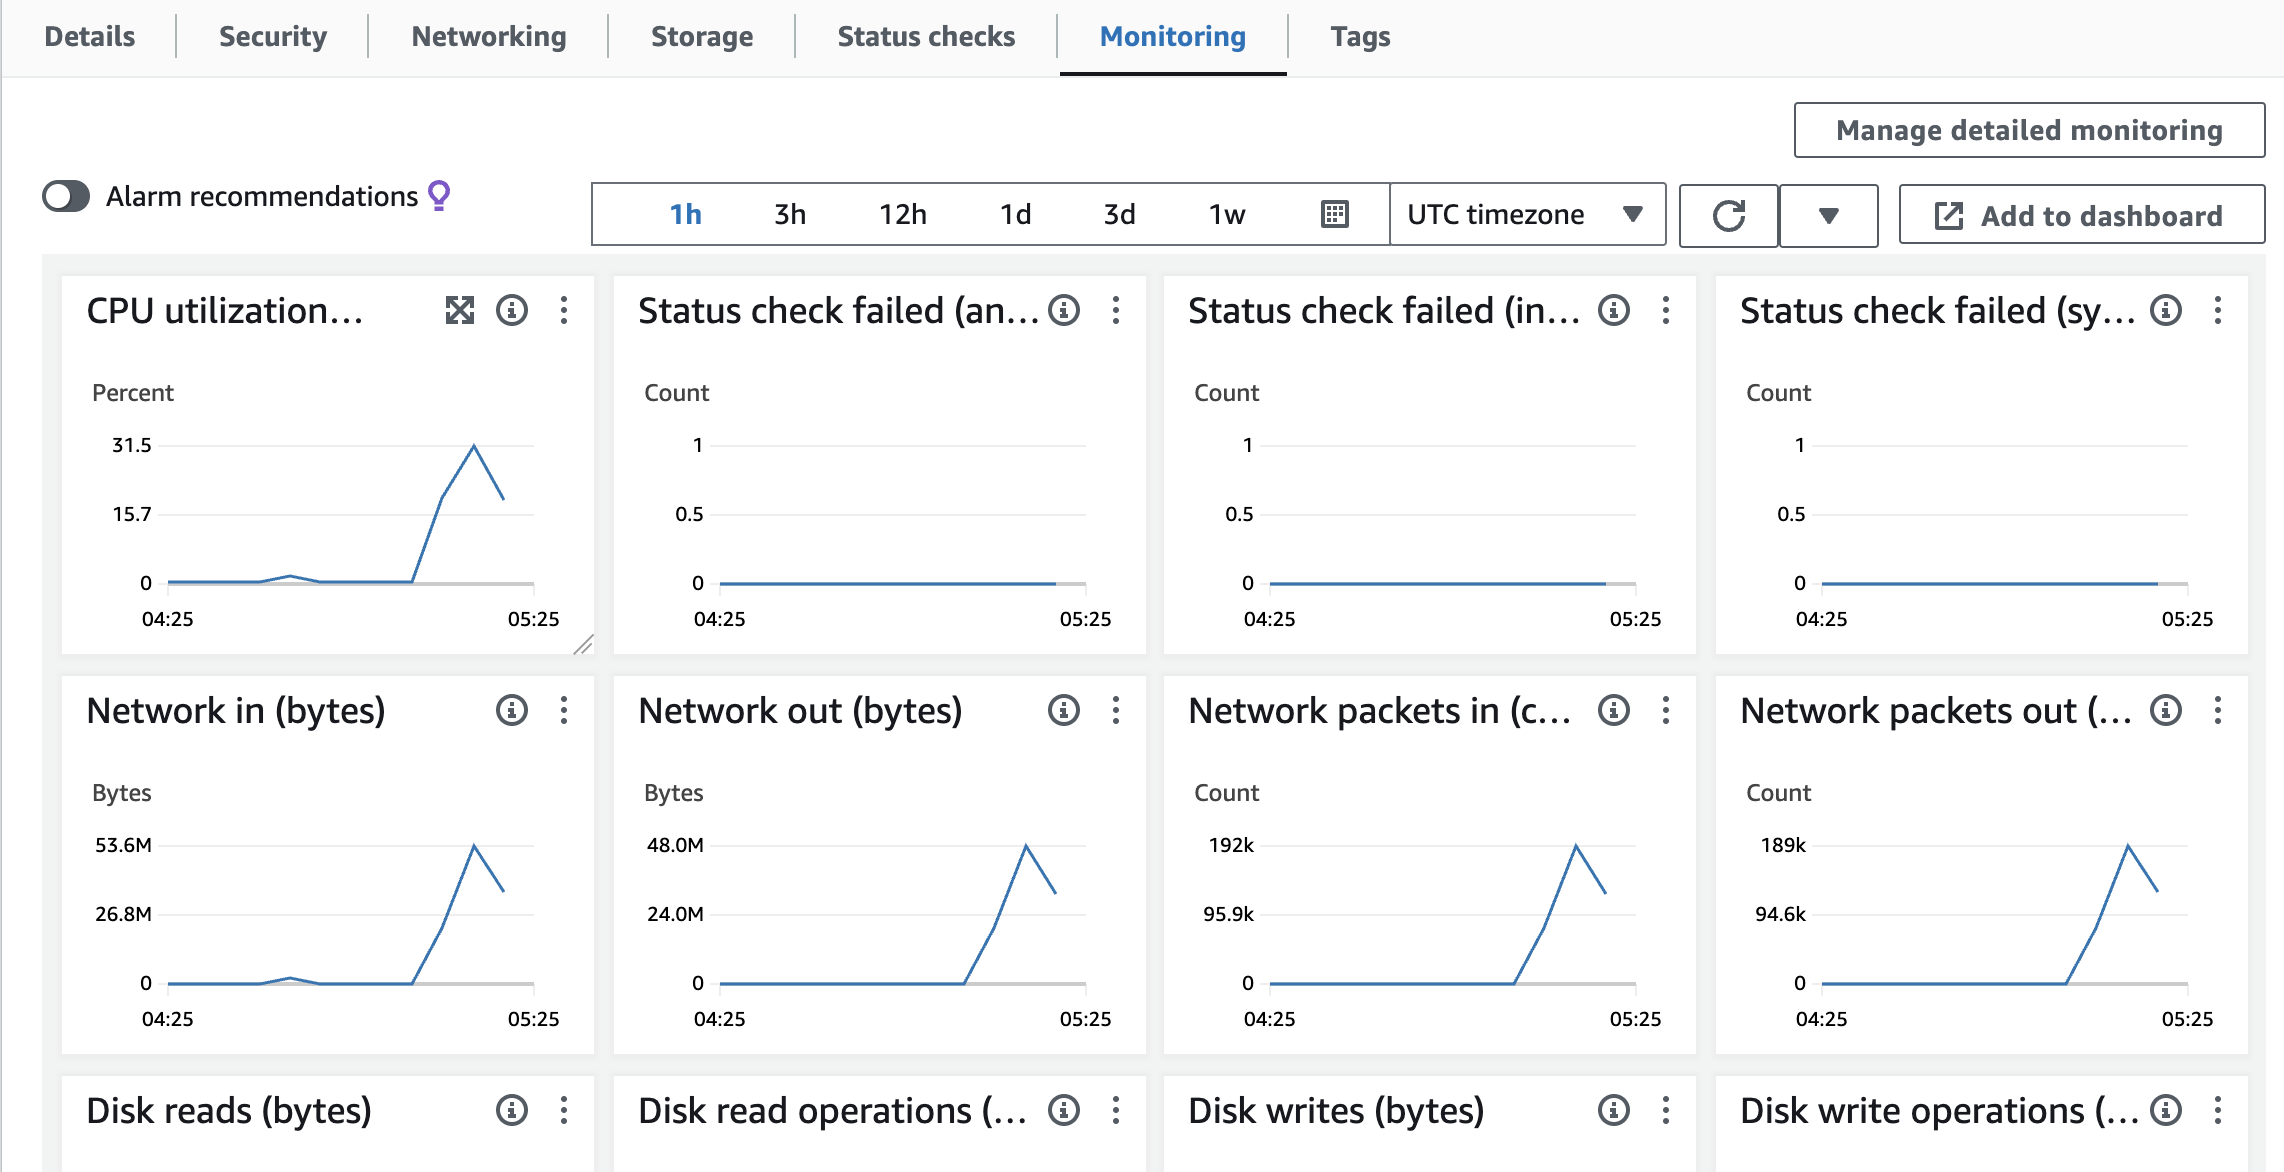 Details Security Networking Storage Status checks Monitoring Tags
Manage detailed monitoring
Alarm recommendations 1h 3h 12h 1d 3d 1w UTC timezone Add to dashboard
CPU utilization...
Percent
31.5
15.7
0
04:25 05:25
Status check failed (an...
Count
1
0.5
0
04:25 05:25
Status check failed (in...
Count
1
0.5
0
04:25 05:25
Status check failed (sy...
Count
1
0.5
0
04:25 05:25
Network in (bytes)
Bytes
53.6M
26.8M
0
04:25 05:25
Network out (bytes)
Bytes
48.0M
24.0M
0
04:25 05:25
Network packets in (c...
Count
192k
95.9k
0
04:25 05:25
Network packets out (...
Count
189k
94.6k
0
04:25 05:25
Disk reads (bytes)
Disk read operations (...
Disk writes (bytes)
Disk write operations (...